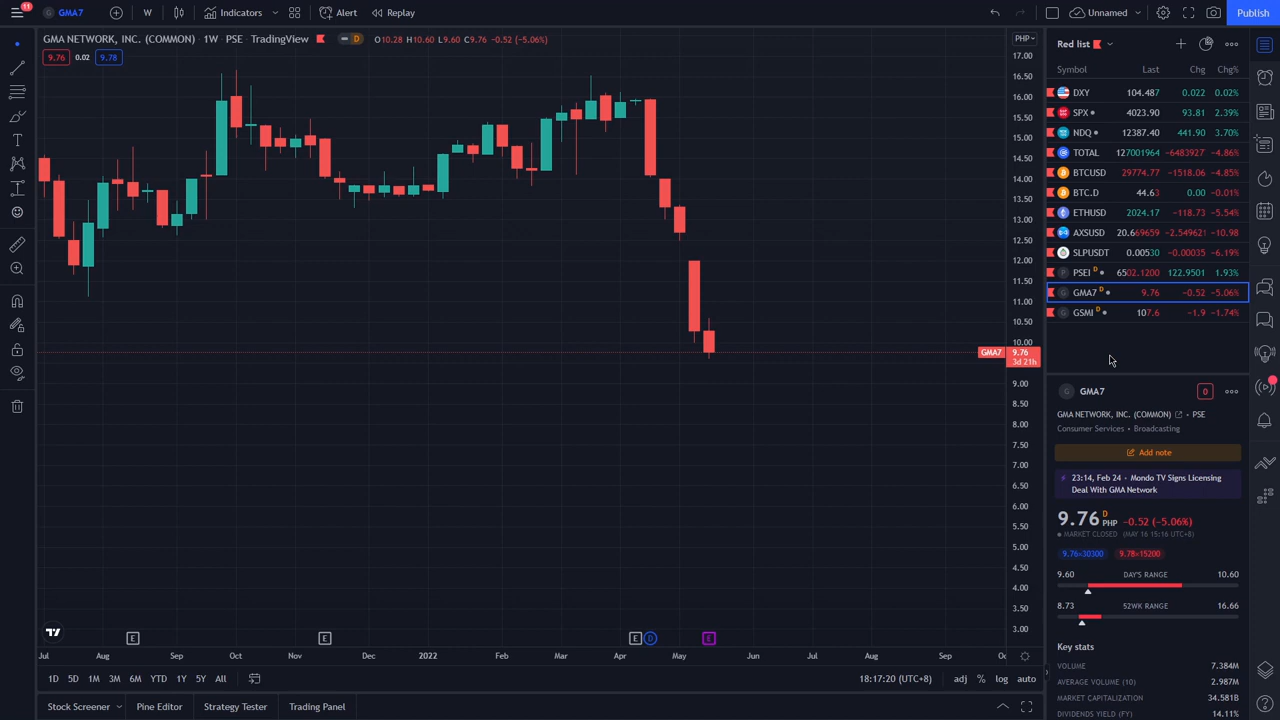 11
GMA7
W
Indicators
Alert
Replay
Unnamed
Publish
GMA NETWORK, INC. (COMMON) · 1W · PSE · TradingView
D
O10.28 H10.60 L9.60 C9.76 −0.52 (−5.06%)
9.76 0.02 9.78
PHP
17.00
16.50
16.00
15.50
15.00
14.50
14.00
13.50
13.00
12.50
12.00
11.50
11.00
10.50
10.00
GMA7 9.76
3d 21h
9.00
8.50
8.00
7.50
7.00
6.50
6.00
5.50
5.00
4.50
4.00
3.50
3.00
E E E D E
Jul Aug Sep Oct Nov Dec 2022 Feb Mar Apr May Jun Jul Aug Sep Oc
1D 5D 1M 3M 6M YTD 1Y 5Y All
18:17:20 (UTC+8)
adj % log auto
Stock Screener Pine Editor Strategy Tester Trading Panel
Red list
Symbol Last Chg Chg%
DXY 104.487 0.022 0.02%
SPX 4023.90 93.81 2.39%
NDQ 12387.40 441.90 3.70%
TOTAL 127001964 −6483927 −4.86%
BTCUSD 29774.77 −1518.06 −4.85%
BTC.D 44.63 0.00 −0.01%
ETHUSD 2024.17 −118.73 −5.54%
AXSUSD 20.669659 −2.549621 −10.98
SLPUSDT 0.00530 −0.00035 −6.19%
P PSEI D 6502.1200 122.9501 1.93%
G GMA7 D 9.76 −0.52 −5.06%
G GSMI D 107.6 −1.9 −1.74%
G GMA7
0
GMA NETWORK, INC. (COMMON) · PSE
Consumer Services · Broadcasting
Add note
23:14, Feb 24 · Mondo TV Signs Licensing
Deal With GMA Network
9.76 D PHP −0.52 (−5.06%)
MARKET CLOSED (MAY 16 15:16 UTC+8)
9.76×30300 9.78×15200
9.60 DAY'S RANGE 10.60
8.73 52WK RANGE 16.66
Key stats
VOLUME 7.384M
AVERAGE VOLUME (10) 2.987M
MARKET CAPITALIZATION 34.581B
DIVIDENDS YIELD (FY) 14.11%